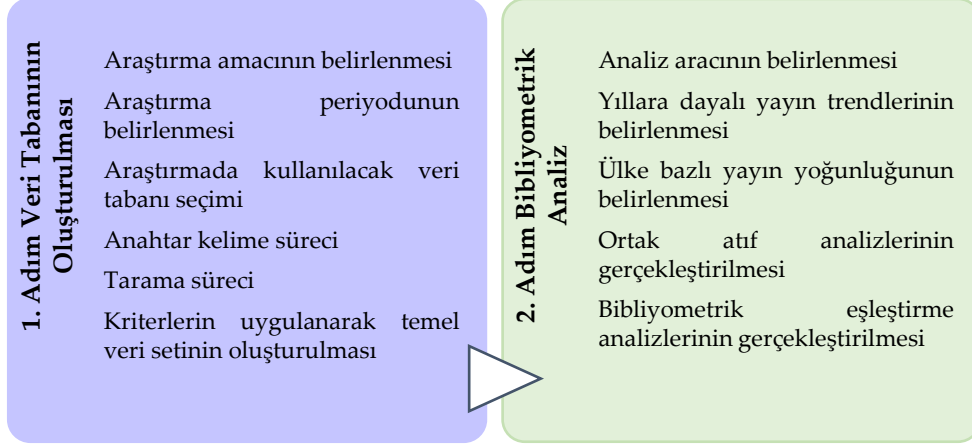 1. Adım Veri Tabanının
Oluşturulması
Araştırma amacının belirlenmesi
Araştırma periyodunun
belirlenmesi
Araştırmada kullanılacak veri
tabanı seçimi
Anahtar kelime süreci
Tarama süreci
Kriterlerin uygulanarak temel
veri setinin oluşturulması
2. Adım Bibliyometrik
Analiz
Analiz aracının belirlenmesi
Yıllara dayalı yayın trendlerinin
belirlenmesi
Ülke bazlı yayın yoğunluğunun
belirlenmesi
Ortak atıf analizlerinin
gerçekleştirilmesi
Bibliyometrik eşleştirme
analizlerinin gerçekleştirilmesi